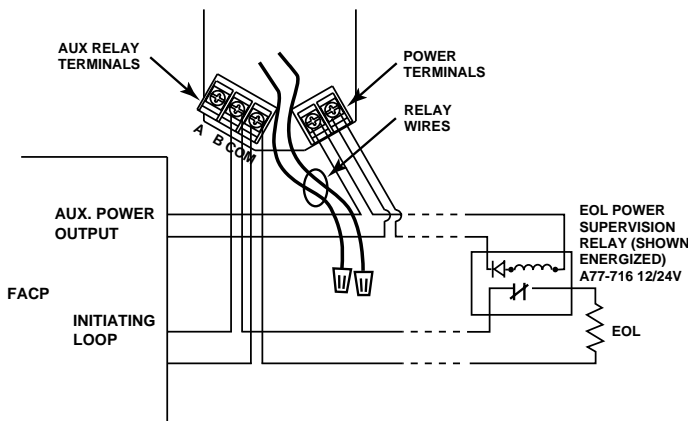 AUX RELAY
TERMINALS
POWER
TERMINALS
RELAY
WIRES
A B COM
AUX. POWER
OUTPUT
EOL POWER
SUPERVISION
RELAY (SHOWN
ENERGIZED)
A77-716 12/24V
FACP
INITIATING
LOOP
EOL